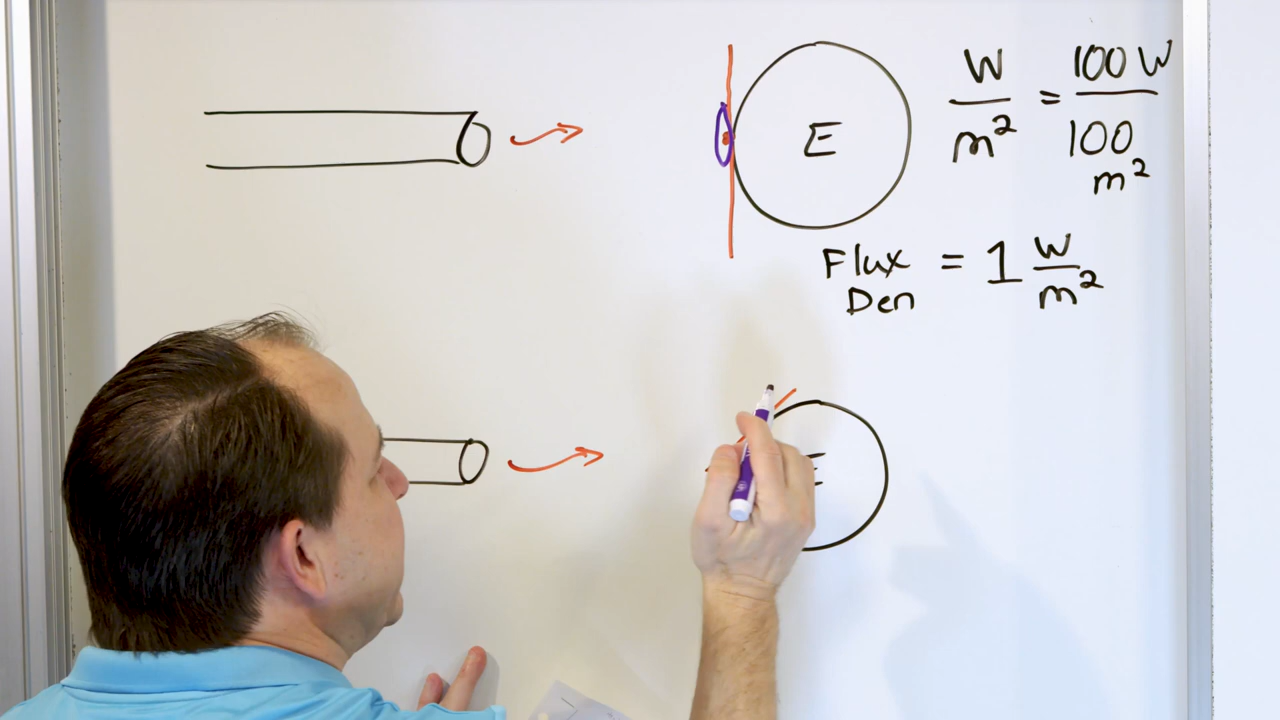 E
W/m² = 100 W/100 m²
Flux Den = 1 W/m²
E